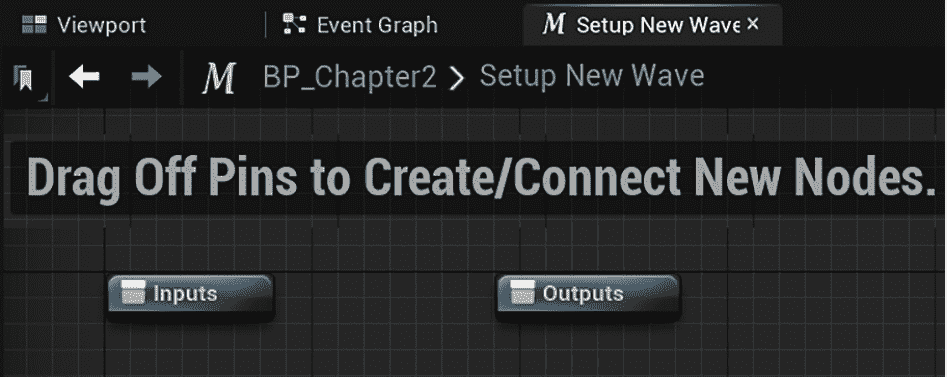 Viewport Event Graph M Setup New Wave ×
M BP_Chapter2 > Setup New Wave
Drag Off Pins to Create/Connect New Nodes.
Inputs Outputs